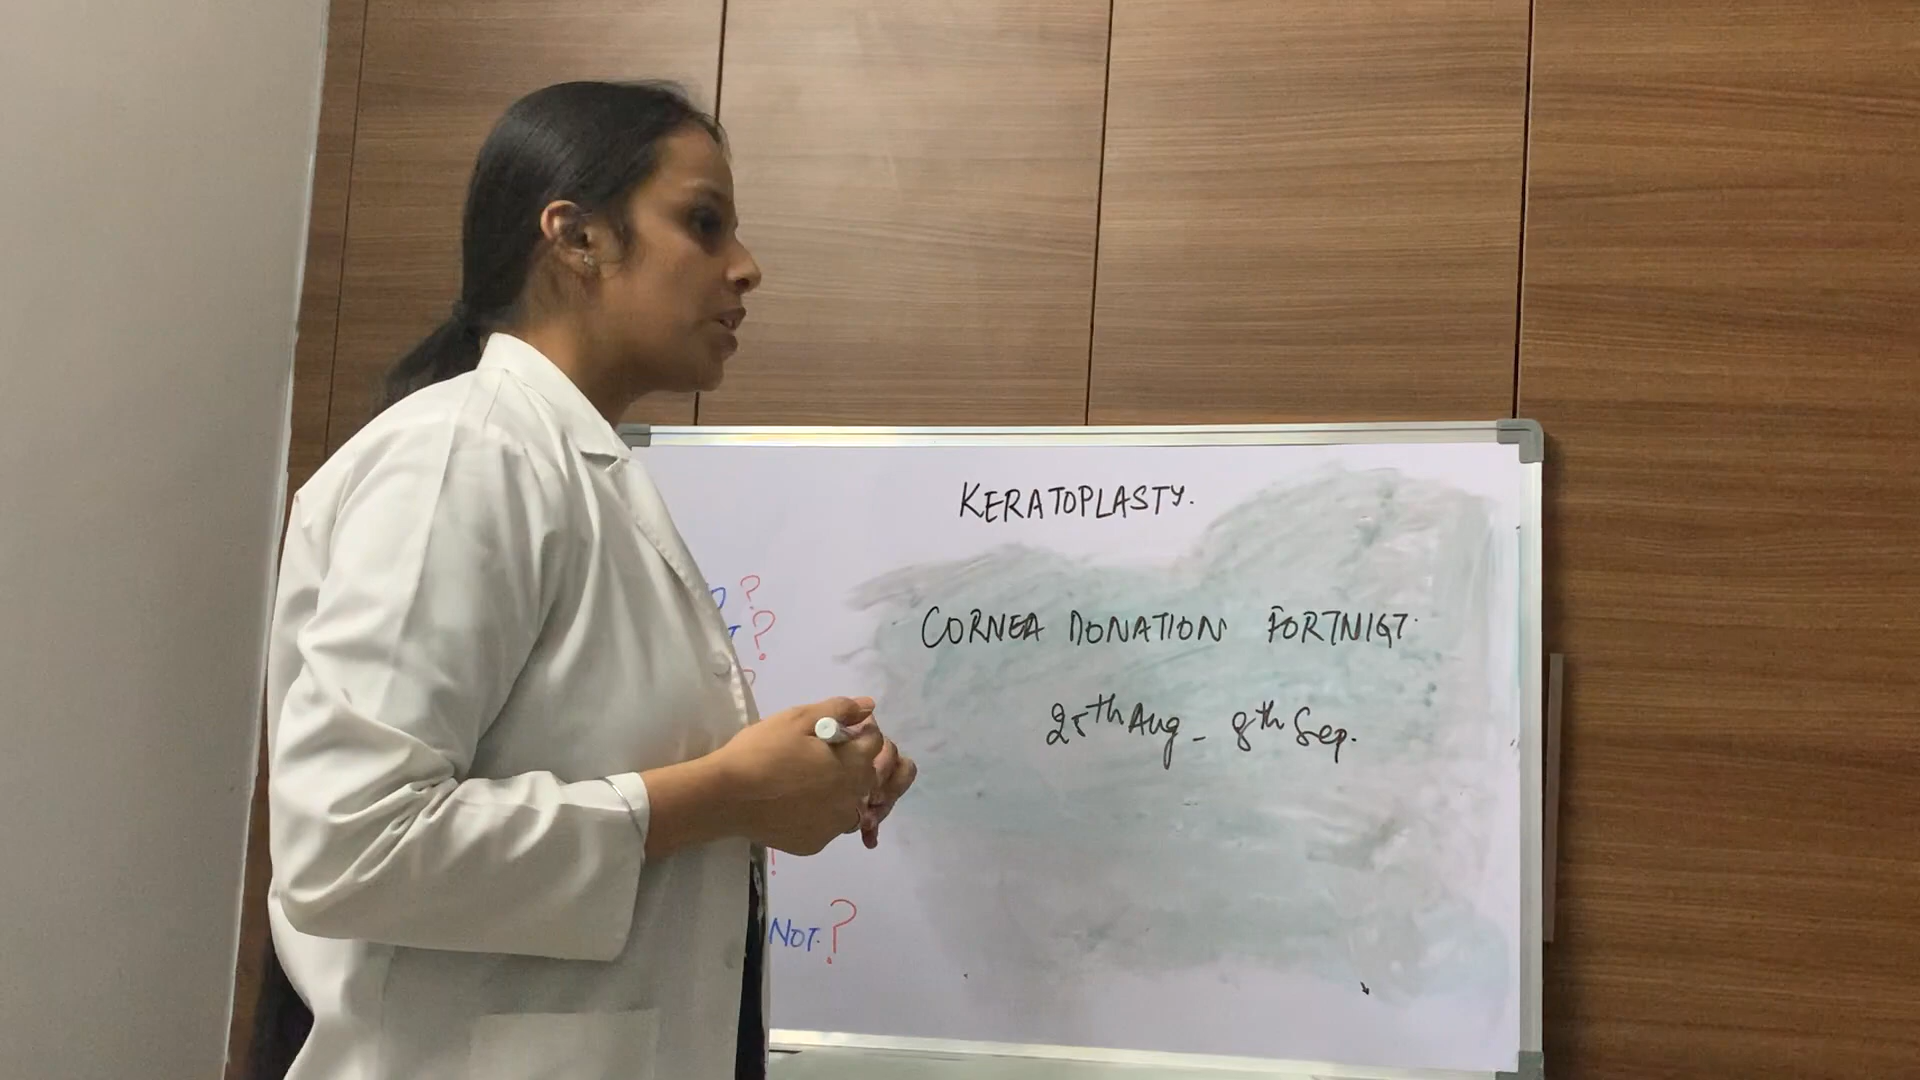 KERATOPLASTY.
? ?
CORNEA DONATION FORTNIGT.
25th Aug - 8th Sep.
NOT. ?